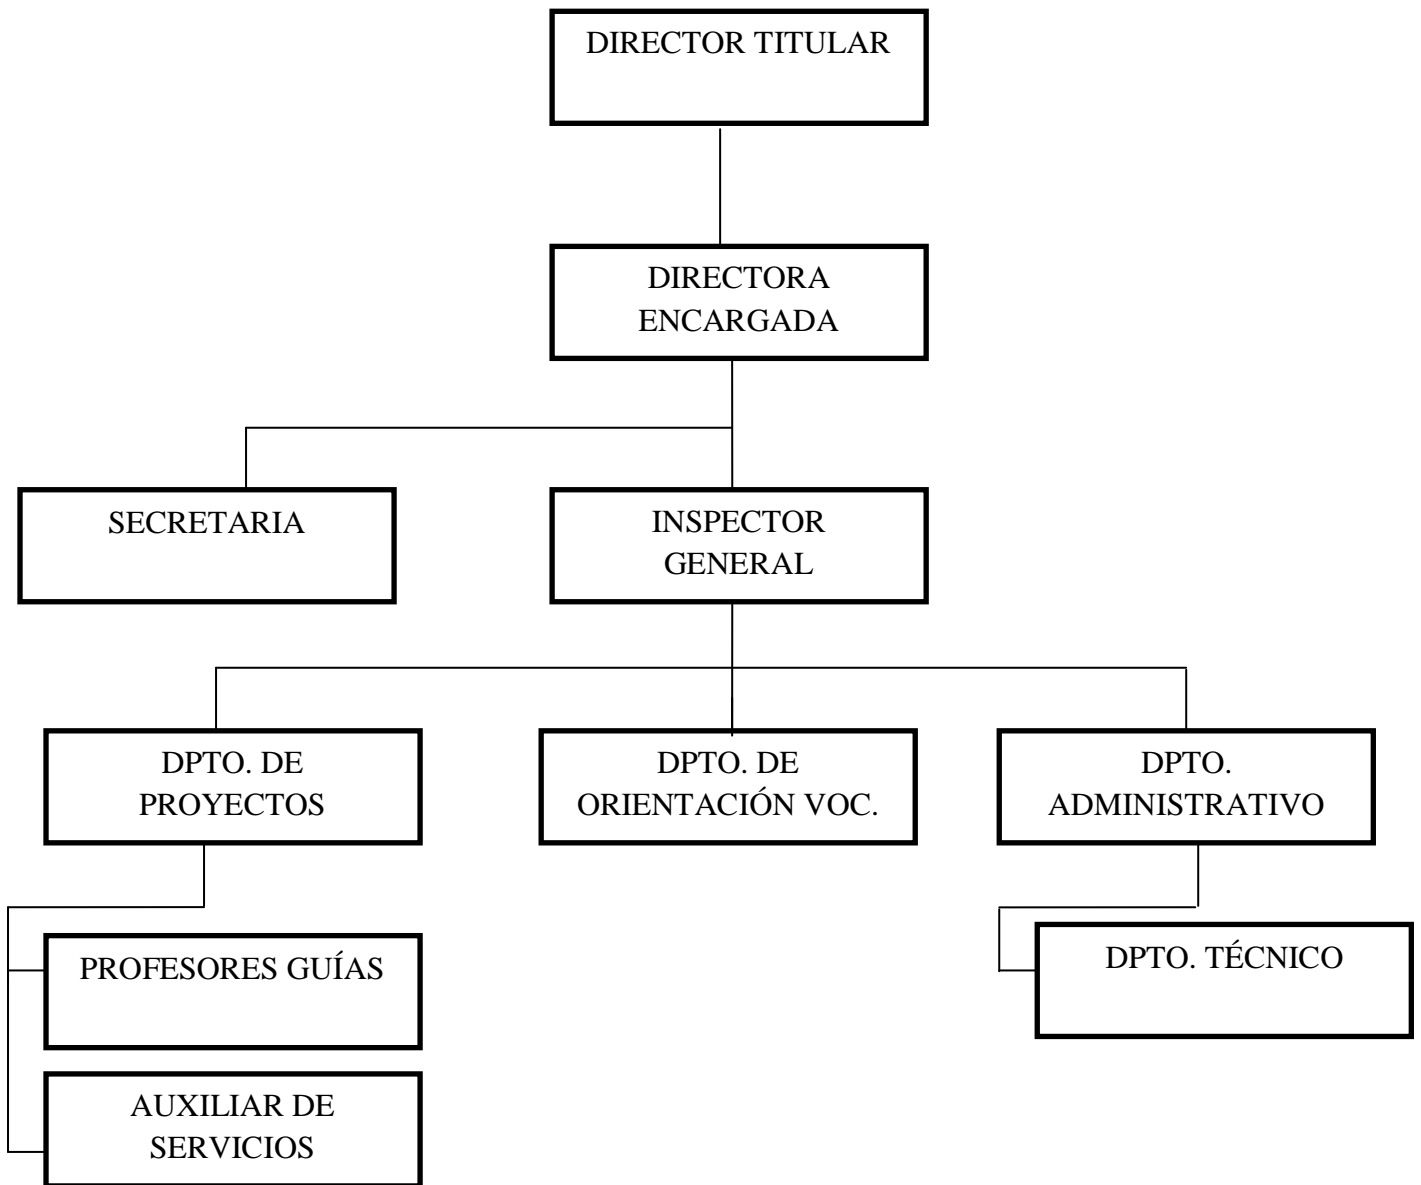 DIRECTOR TITULAR
DIRECTORA
ENCARGADA
SECRETARIA
INSPECTOR
GENERAL
DPTO. DE
PROYECTOS
DPTO. DE
ORIENTACIÓN VOC.
DPTO.
ADMINISTRATIVO
PROFESORES GUÍAS
DPTO. TÉCNICO
AUXILIAR DE
SERVICIOS